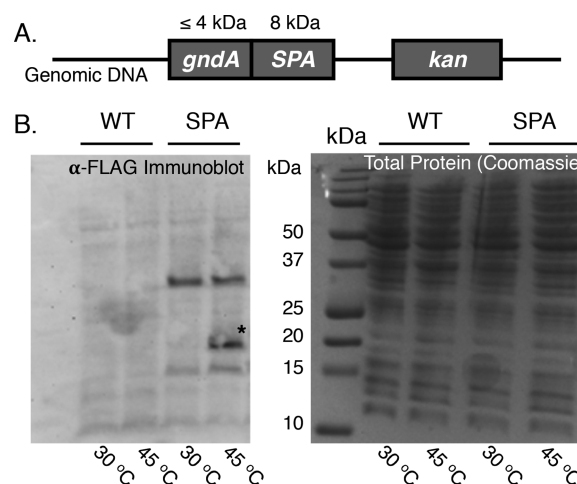 A.
≤ 4 kDa 8 kDa
gndA SPA kan
Genomic DNA
B.
WT SPA kDa WT SPA
α-FLAG Immunoblot kDa Total Protein (Coomassie
50
37
25
*
20
15
10
30 °C 45 °C 30 °C 45 °C 30 °C 45 °C 30 °C 45 °C